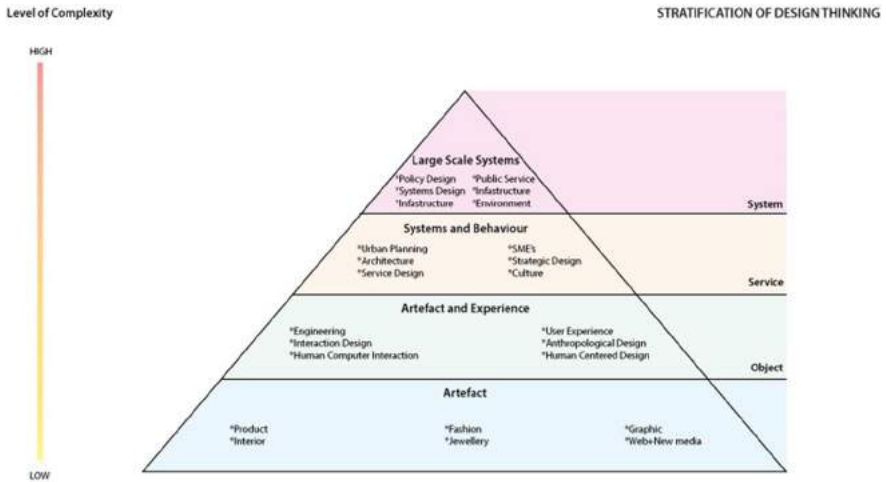 Level of Complexity
STRATIFICATION OF DESIGN THINKING
HIGH
Large Scale Systems
*Policy Design *Public Service
*Systems Design *Infastructure
*Infastructure *Environment
System
Systems and Behaviour
*Urban Planning *SME's
*Architecture *Strategic Design
*Service Design *Culture
Service
Artefact and Experience
*Engineering *User Experience
*Interaction Design *Anthropological Design
*Human Computer Interaction *Human Centered Design
Object
Artefact
*Product *Fashion *Graphic
*Interior *Jewellery *Web+New media
LOW